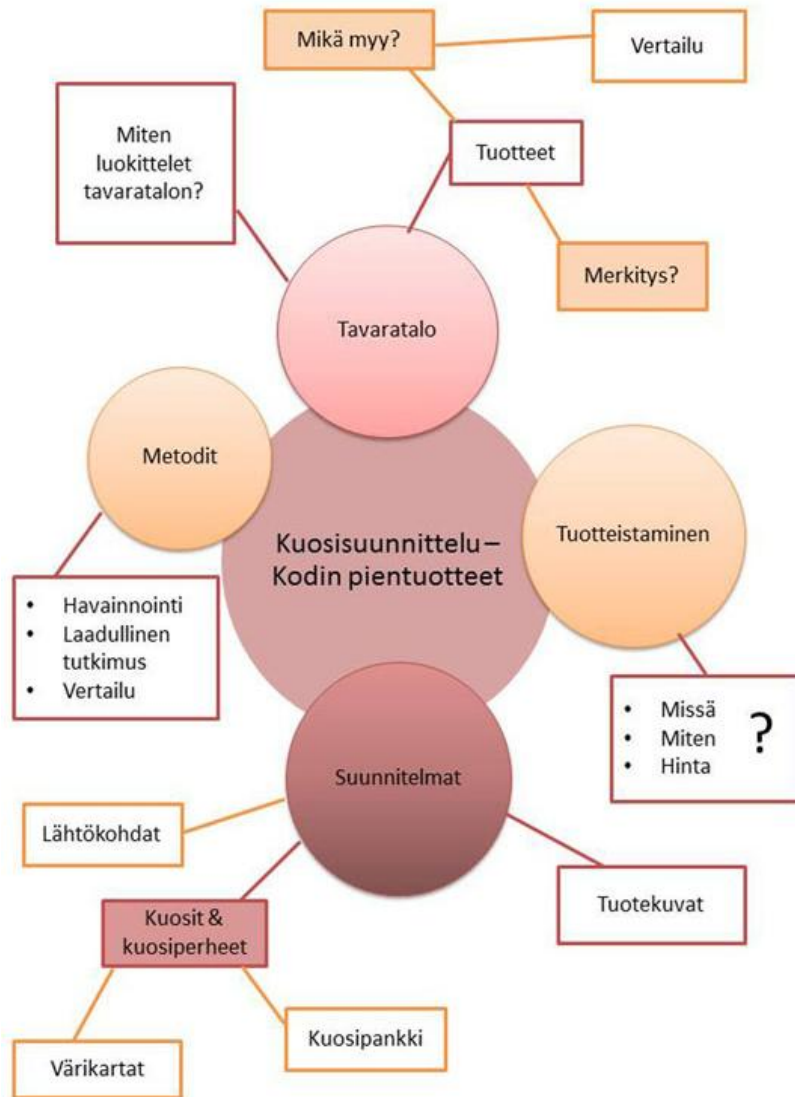 Mikä myy?
Vertailu
Miten
luokittelet
tavaratalon?
Tuotteet
Merkitys?
Tavaratalo
Metodit
Tuotteistaminen
Kuosisuunnittelu –
Kodin pientuotteet
• Havainnointi
• Laadullinen
tutkimus
• Vertailu
• Missä
• Miten
• Hinta
?
Suunnitelmat
Lähtökohdat
Tuotekuvat
Kuosit &
kuosiperheet
Kuosipankki
Värikartat